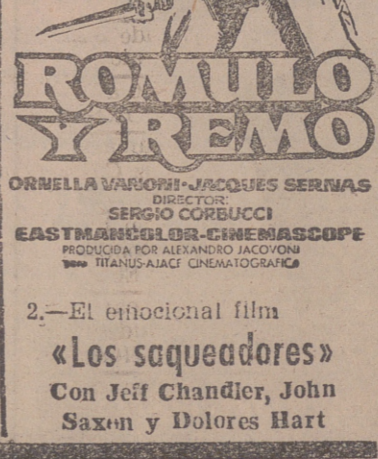 ROMULO
Y REMO
ORNELLA VANONI·JACQUES SERNAS
DIRECTOR:
SERGIO CORBUCCI
EASTMANCOLOR-CINEMASCOPE
PRODUCIDA POR ALEXANDRO JACOVONI
TITANUS-AJACE CINEMATOGRAFICA
2.—El emocional film
«Los saqueadores»
Con Jeff Chandler, John
Saxon y Dolores Hart